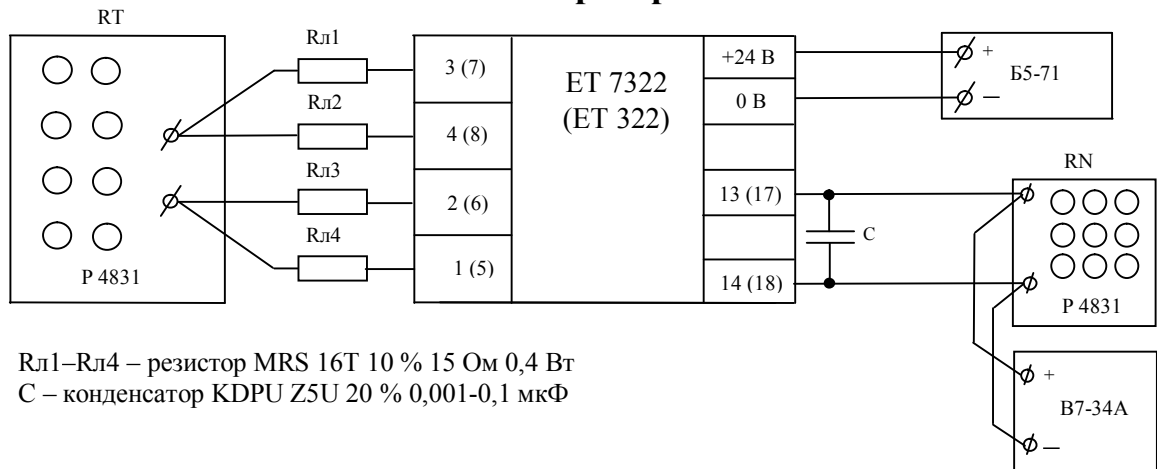 RT
Rл1
3 (7)
ЕТ 7322
(ЕТ 322)
+24 В
+
Б5-71
Rл2
0 В
—
4 (8)
Rл3
RN
2 (6)
13 (17)
С
Rл4
1 (5)
14 (18)
Р 4831
Р 4831
Rл1–Rл4 – резистор MRS 16T 10 % 15 Ом 0,4 Вт
С – конденсатор KDPU Z5U 20 % 0,001-0,1 мкФ
+
В7-34А
—